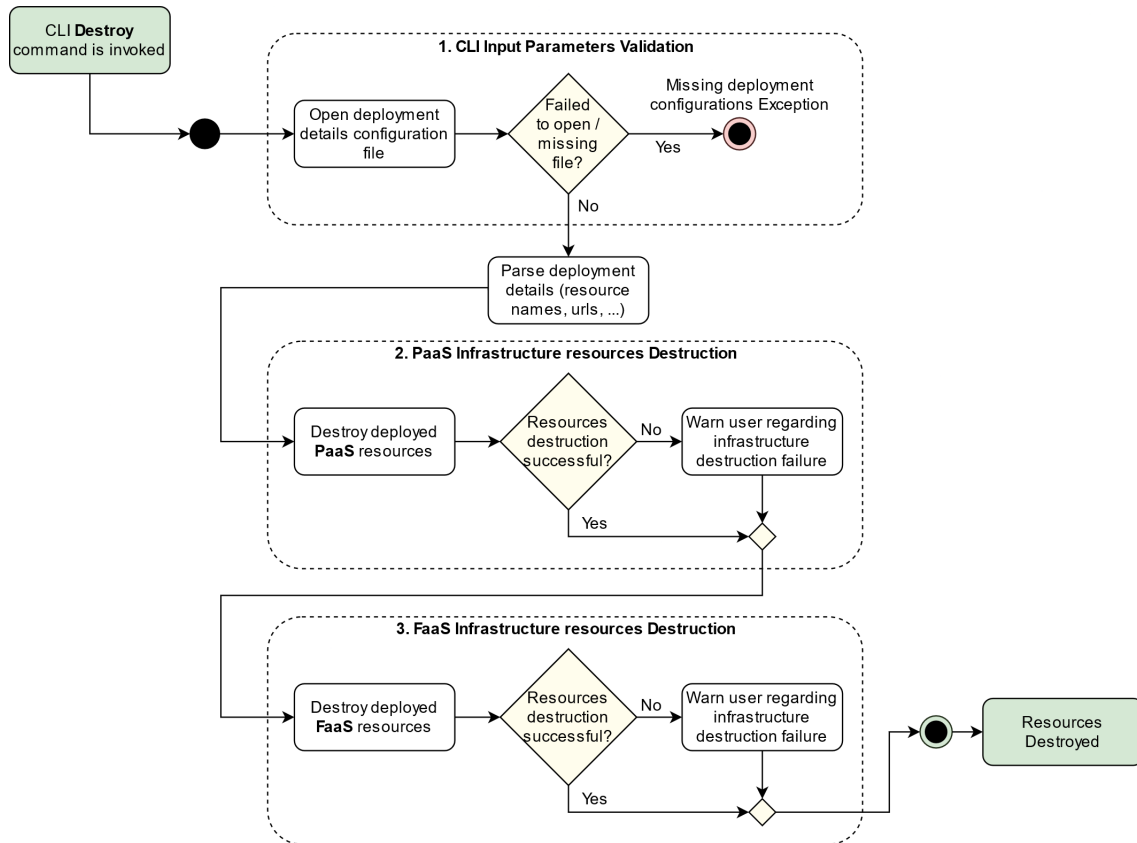 CLI Destroy
command is invoked
1. CLI Input Parameters Validation
Open deployment
details configuration
file
Failed
to open /
missing
file?
Yes
Missing deployment
configurations Exception
No
Parse deployment
details (resource
names, urls, ...)
2. PaaS Infrastructure resources Destruction
Destroy deployed
PaaS resources
Resources
destruction
successful?
No
Warn user regarding
infrastructure
destruction failure
Yes
3. FaaS Infrastructure resources Destruction
Destroy deployed
FaaS resources
Resources
destruction
successful?
No
Warn user regarding
infrastructure
destruction failure
Yes
Resources
Destroyed